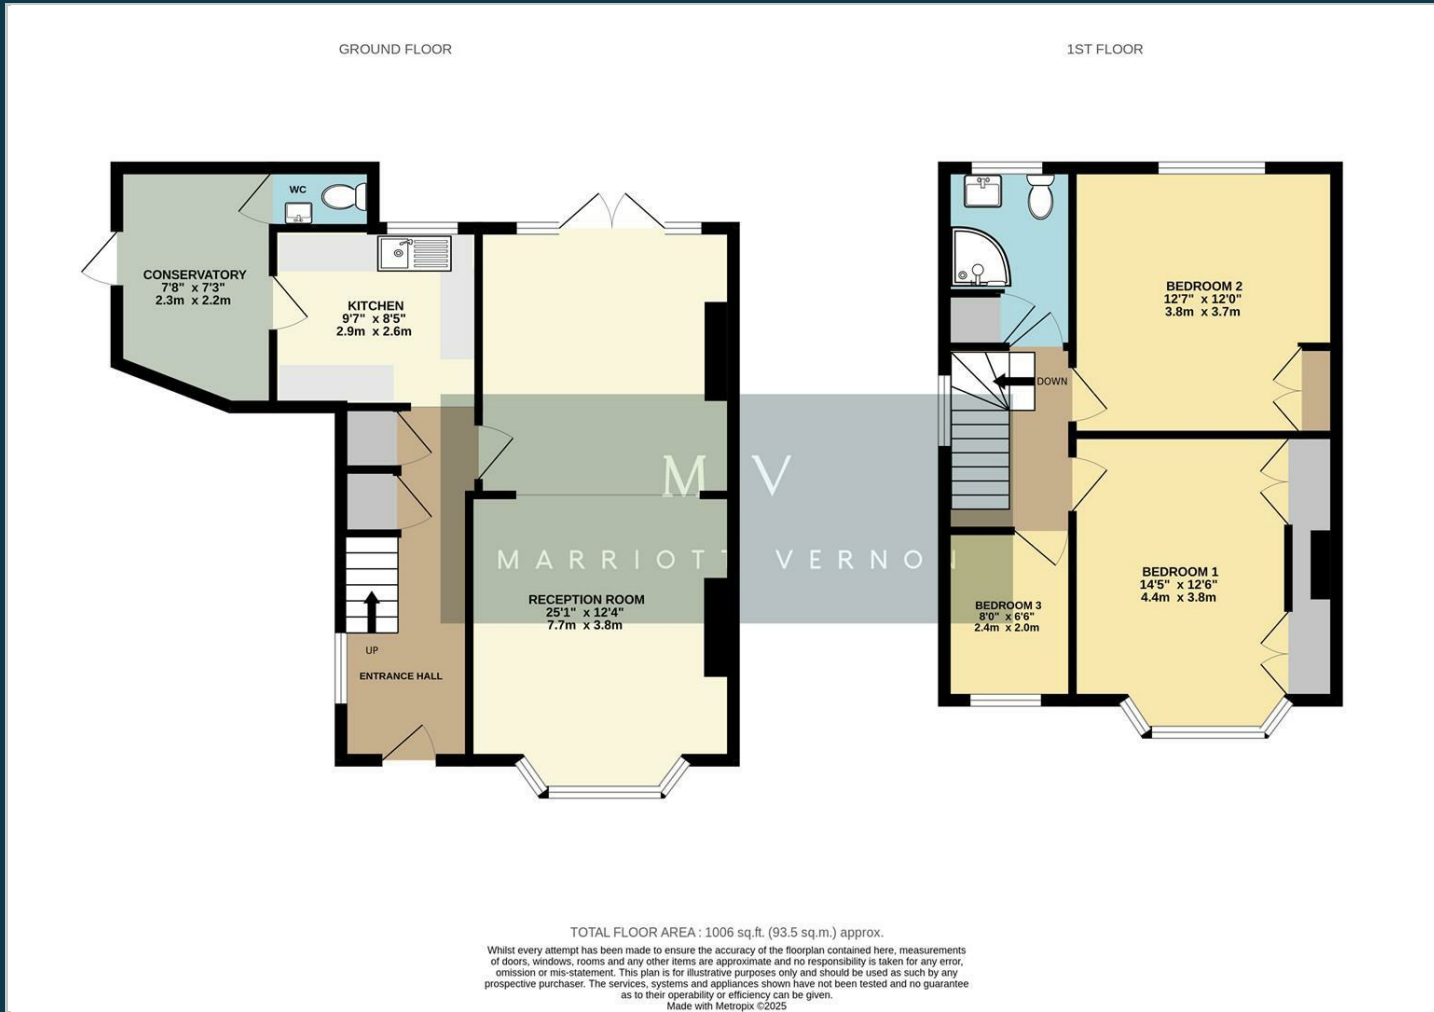 GROUND FLOOR
1ST FLOOR
WC
CONSERVATORY
7'8" x 7'3"
2.3m x 2.2m
KITCHEN
9'7" x 8'5"
2.9m x 2.6m
BEDROOM 2
12'7" x 12'0"
3.8m x 3.7m
DOWN
M V
MARRIOTT VERNON
RECEPTION ROOM
25'1" x 12'4"
7.7m x 3.8m
BEDROOM 1
14'5" x 12'6"
4.4m x 3.8m
BEDROOM 3
8'0" x 6'6"
2.4m x 2.0m
UP
ENTRANCE HALL
TOTAL FLOOR AREA : 1006 sq.ft. (93.5 sq.m.) approx.
Whilst every attempt has been made to ensure the accuracy of the floorplan contained here, measurements
of doors, windows, rooms and any other items are approximate and no responsibility is taken for any error,
omission or mis-statement. This plan is for illustrative purposes only and should be used as such by any
prospective purchaser. The services, systems and appliances shown have not been tested and no guarantee
as to their operability or efficiency can be given.
Made with Metropix ©2025